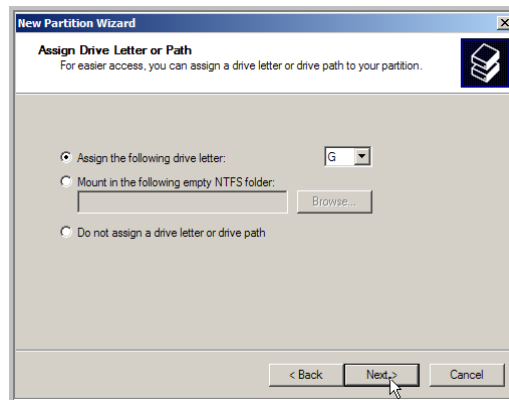 New Partition Wizard
Assign Drive Letter or Path
For easier access, you can assign a drive letter or drive path to your partition.
Assign the following drive letter: G
Mount in the following empty NTFS folder:
Browse...
Do not assign a drive letter or drive path
< Back Next > Cancel